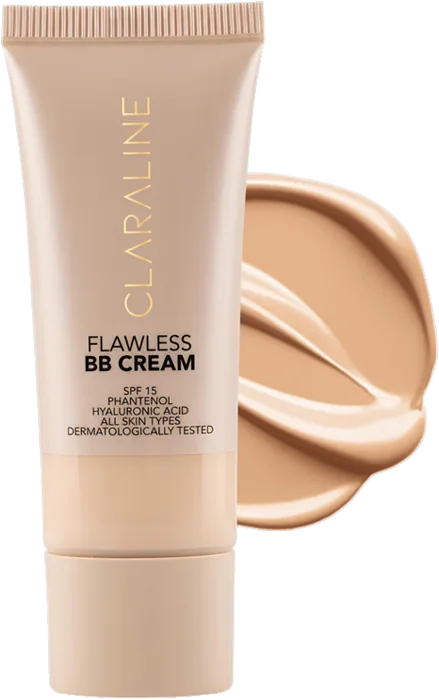 CLARALINE
FLAWLESS
BB CREAM
SPF 15
PHANTENOL
HYALURONIC ACID
ALL SKIN TYPES
DERMATOLOGICALLY TESTED